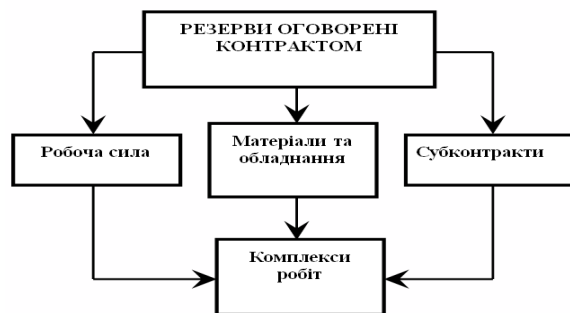 РЕЗЕРВИ ОГОВОРЕНІ
КОНТРАКТОМ
Робоча сила
Матеріали та
обладнання
Субконтракти
Комплекси
робіт